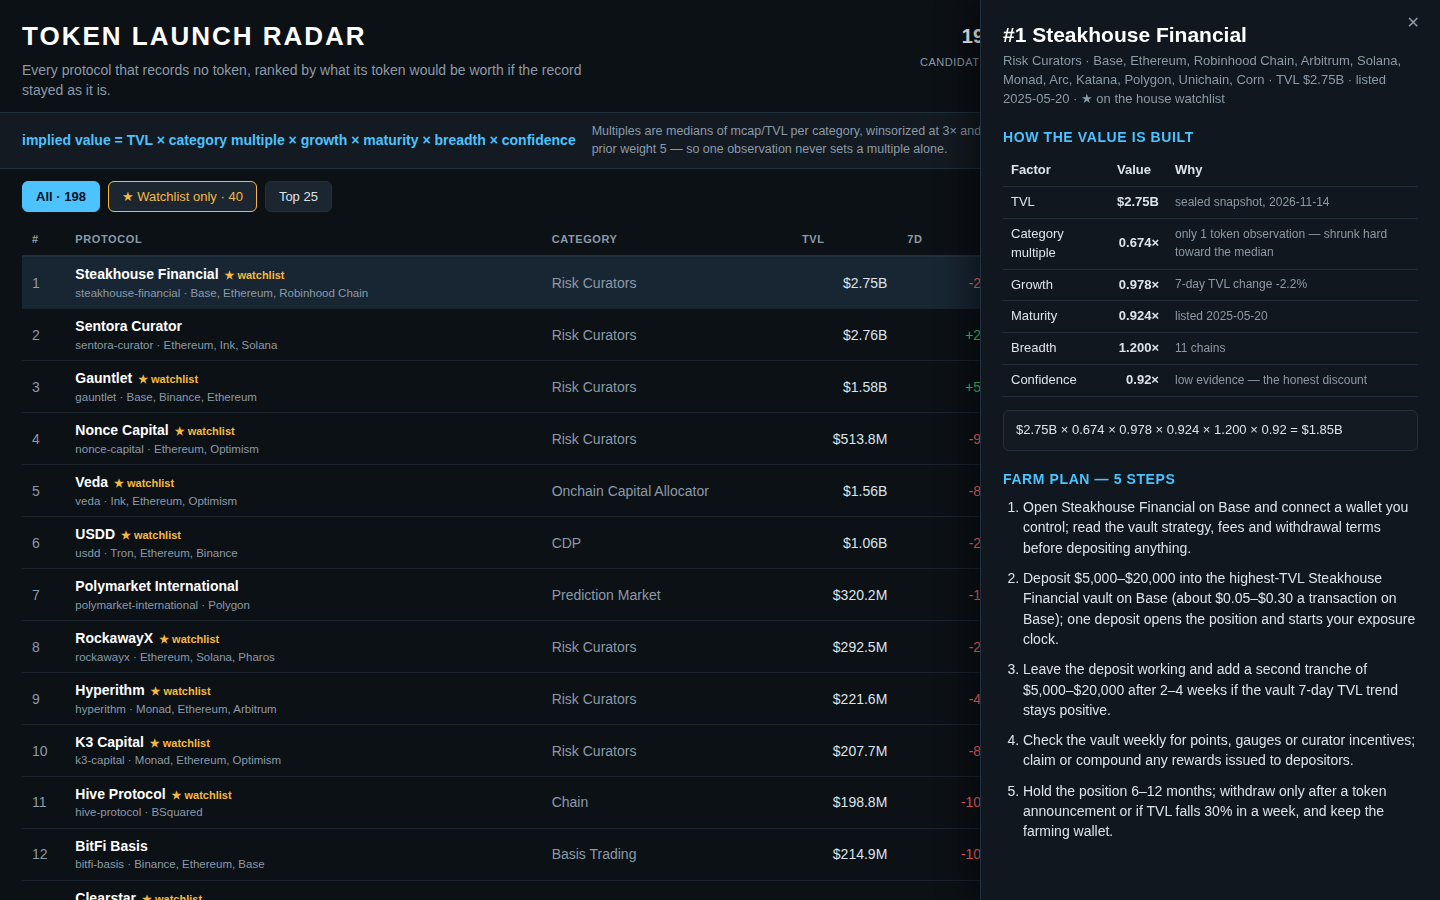 TOKEN LAUNCH RADAR
Every protocol that records no token, ranked by what its token would be worth if the record
stayed as it is.
19
CANDIDAT
implied value = TVL × category multiple × growth × maturity × breadth × confidence
Multiples are medians of mcap/TVL per category, winsorized at 3× and
prior weight 5 — so one observation never sets a multiple alone.
All · 198
★ Watchlist only · 40
Top 25
# PROTOCOL CATEGORY TVL 7D
1 Steakhouse Financial ★ watchlist Risk Curators $2.75B -2
steakhouse-financial · Base, Ethereum, Robinhood Chain
2 Sentora Curator Risk Curators $2.76B +2
sentora-curator · Ethereum, Ink, Solana
3 Gauntlet ★ watchlist Risk Curators $1.58B +5
gauntlet · Base, Binance, Ethereum
4 Nonce Capital ★ watchlist Risk Curators $513.8M -9
nonce-capital · Ethereum, Optimism
5 Veda ★ watchlist Onchain Capital Allocator $1.56B -8
veda · Ink, Ethereum, Optimism
6 USDD ★ watchlist CDP $1.06B -2
usdd · Tron, Ethereum, Binance
7 Polymarket International Prediction Market $320.2M -1
polymarket-international · Polygon
8 RockawayX ★ watchlist Risk Curators $292.5M -2
rockawayx · Ethereum, Solana, Pharos
9 Hyperithm ★ watchlist Risk Curators $221.6M -4
hyperithm · Monad, Ethereum, Arbitrum
10 K3 Capital ★ watchlist Risk Curators $207.7M -8
k3-capital · Monad, Ethereum, Optimism
11 Hive Protocol ★ watchlist Chain $198.8M -10
hive-protocol · BSquared
12 BitFi Basis Basis Trading $214.9M -10
bitfi-basis · Binance, Ethereum, Base
Clearstar ★ watchlist
×
#1 Steakhouse Financial
Risk Curators · Base, Ethereum, Robinhood Chain, Arbitrum, Solana,
Monad, Arc, Katana, Polygon, Unichain, Corn · TVL $2.75B · listed
2025-05-20 · ★ on the house watchlist
HOW THE VALUE IS BUILT
Factor Value Why
TVL $2.75B sealed snapshot, 2026-11-14
Category multiple 0.674× only 1 token observation — shrunk hard
toward the median
Growth 0.978× 7-day TVL change -2.2%
Maturity 0.924× listed 2025-05-20
Breadth 1.200× 11 chains
Confidence 0.92× low evidence — the honest discount
$2.75B × 0.674 × 0.978 × 0.924 × 1.200 × 0.92 = $1.85B
FARM PLAN — 5 STEPS
1. Open Steakhouse Financial on Base and connect a wallet you
control; read the vault strategy, fees and withdrawal terms
before depositing anything.
2. Deposit $5,000–$20,000 into the highest-TVL Steakhouse
Financial vault on Base (about $0.05–$0.30 a transaction on
Base); one deposit opens the position and starts your exposure
clock.
3. Leave the deposit working and add a second tranche of
$5,000–$20,000 after 2–4 weeks if the vault 7-day TVL trend
stays positive.
4. Check the vault weekly for points, gauges or curator incentives;
claim or compound any rewards issued to depositors.
5. Hold the position 6–12 months; withdraw only after a token
announcement or if TVL falls 30% in a week, and keep the
farming wallet.